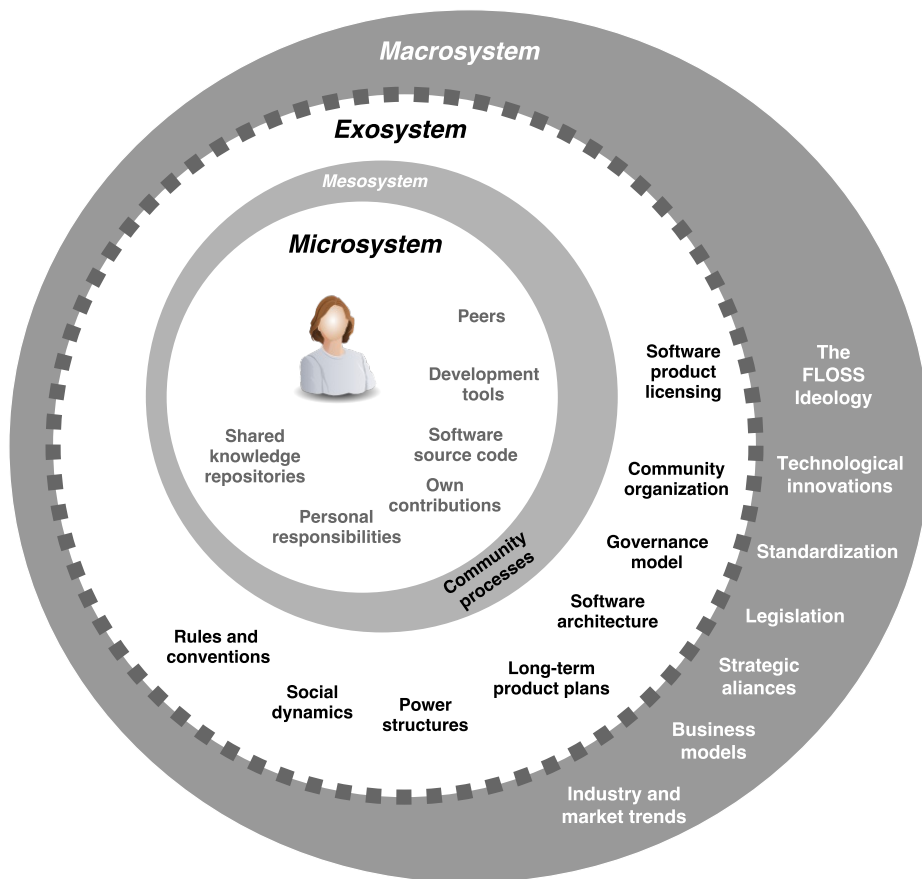 Macrosystem
Exosystem
Mesosystem
Microsystem
Peers
Development
tools
Software
source code
Own
contributions
Shared
knowledge
repositories
Personal
responsibilities
Community
processes
Software
product
licensing
Community
organization
Governance
model
Software
architecture
Long-term
product plans
Power
structures
Social
dynamics
Rules and
conventions
The
FLOSS
Ideology
Technological
innovations
Standardization
Legislation
Strategic
aliances
Business
models
Industry and
market trends